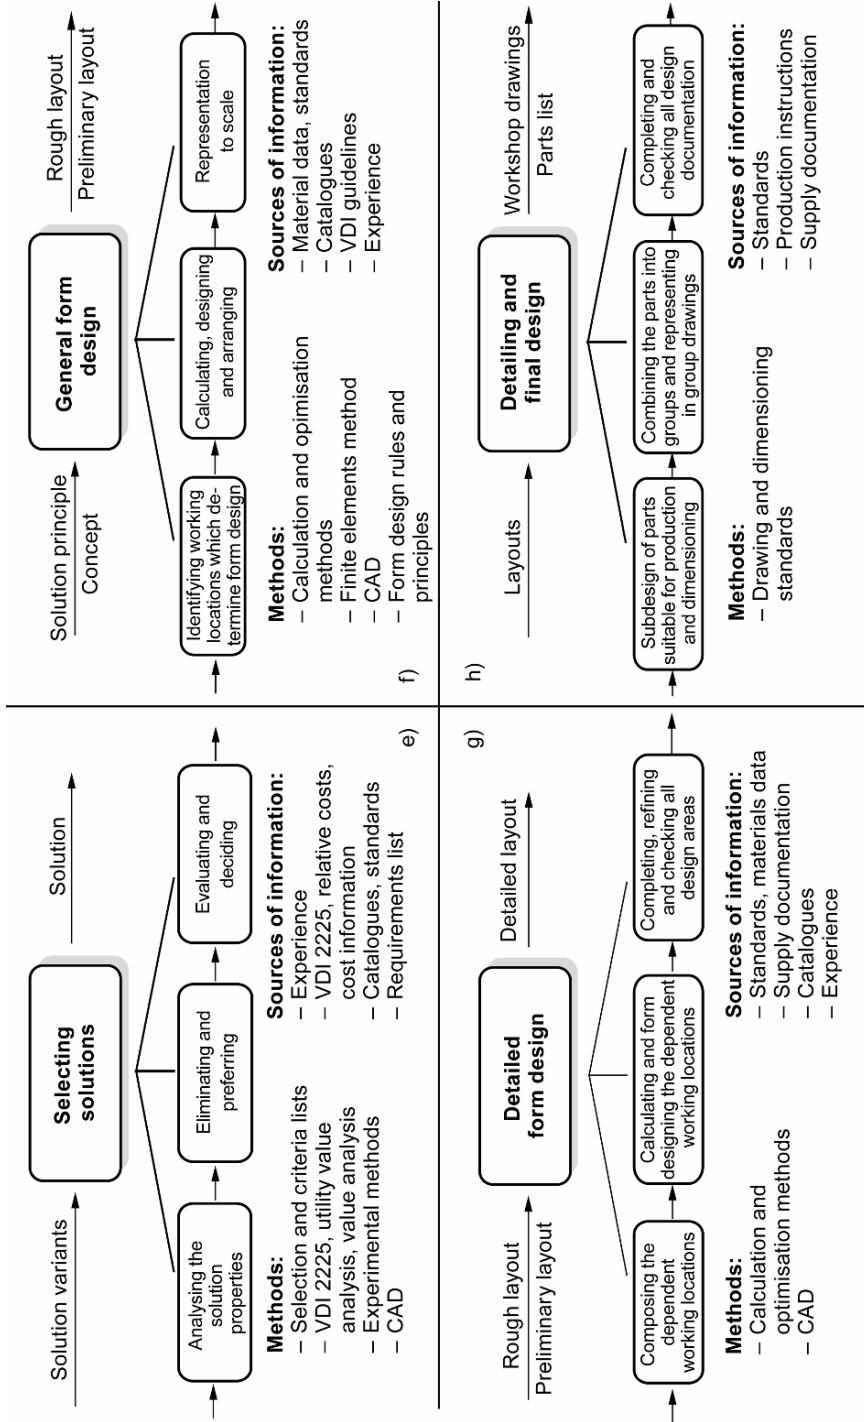 Solution variants
Selecting
solutions
Solution
Analysing the
solution
properties
Eliminating and
preferring
Evaluating and
deciding
Methods:
– Selection and criteria lists
– VDI 2225, utility value
analysis, value analysis
– Experimental methods
– CAD
Sources of information:
– Experience
– VDI 2225, relative costs,
cost information
– Catalogues, standards
– Requirements list
e)
Solution principle
Concept
General form
design
Rough layout
Preliminary layout
Identifying working
locations which de-
termine form design
Calculating, designing
and arranging
Representation
to scale
Methods:
– Calculation and opimisation
methods
– Finite elements method
– CAD
– Form design rules and
principles
Sources of information:
– Material data, standards
– Catalogues
– VDI guidelines
– Experience
f)
g)
Rough layout
Preliminary layout
Detailed
form design
Detailed layout
Composing the
dependent
working locations
Calculating and form
designing the dependent
working locations
Completing, refining
and checking all
design areas
Methods:
– Calculation and
optimisation methods
– CAD
Sources of information:
– Standards, materials data
– Supply documentation
– Catalogues
– Experience
h)
Layouts
Detailing and
final design
Workshop drawings
Parts list
Subdesign of parts
suitable for production
and dimensioning
Combining the parts into
groups and representing
in group drawings
Completing and
checking all design
documentation
Methods:
– Drawing and dimensioning
standards
Sources of information:
– Standards
– Production instructions
– Supply documentation